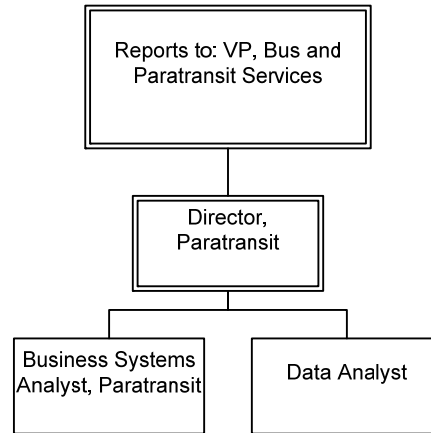 Reports to: VP, Bus and
Paratransit Services
Director,
Paratransit
Business Systems
Analyst, Paratransit
Data Analyst